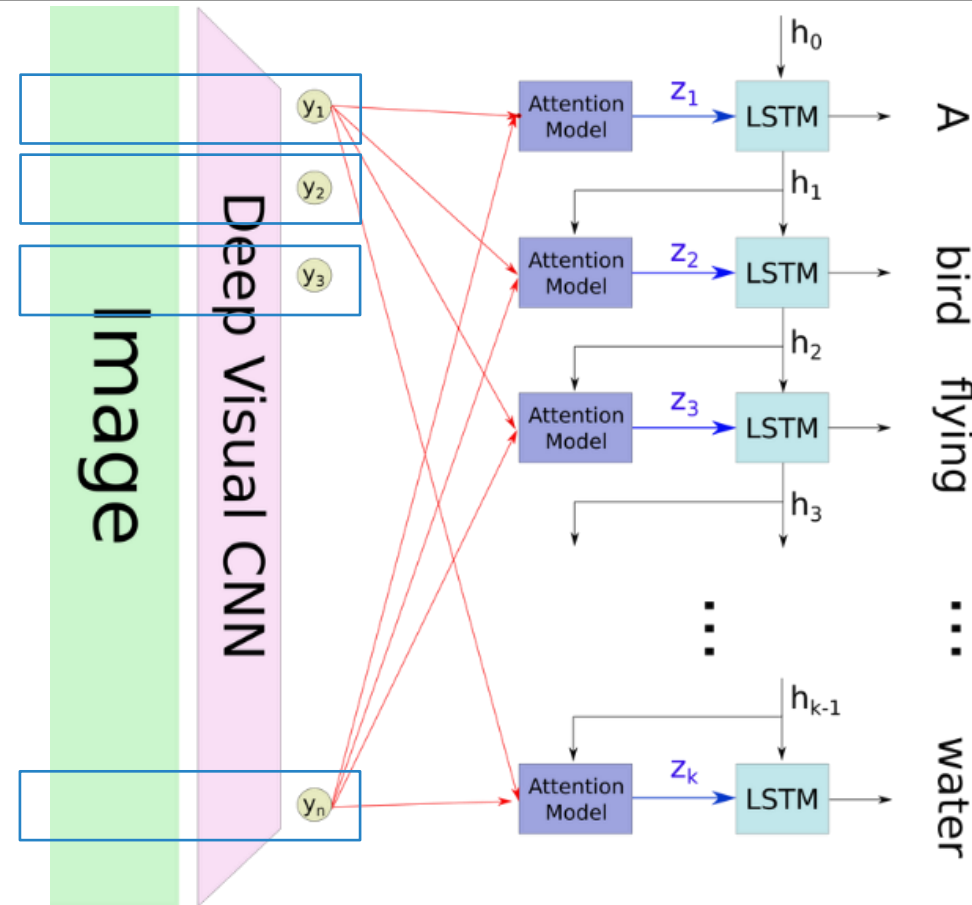 Image
Deep Visual CNN
y1
y2
y3
yn
h0
Attention
Model
z1
LSTM
A
h1
Attention
Model
z2
LSTM
bird
h2
Attention
Model
z3
LSTM
flying
h3
...
...
hk-1
Attention
Model
zk
LSTM
water